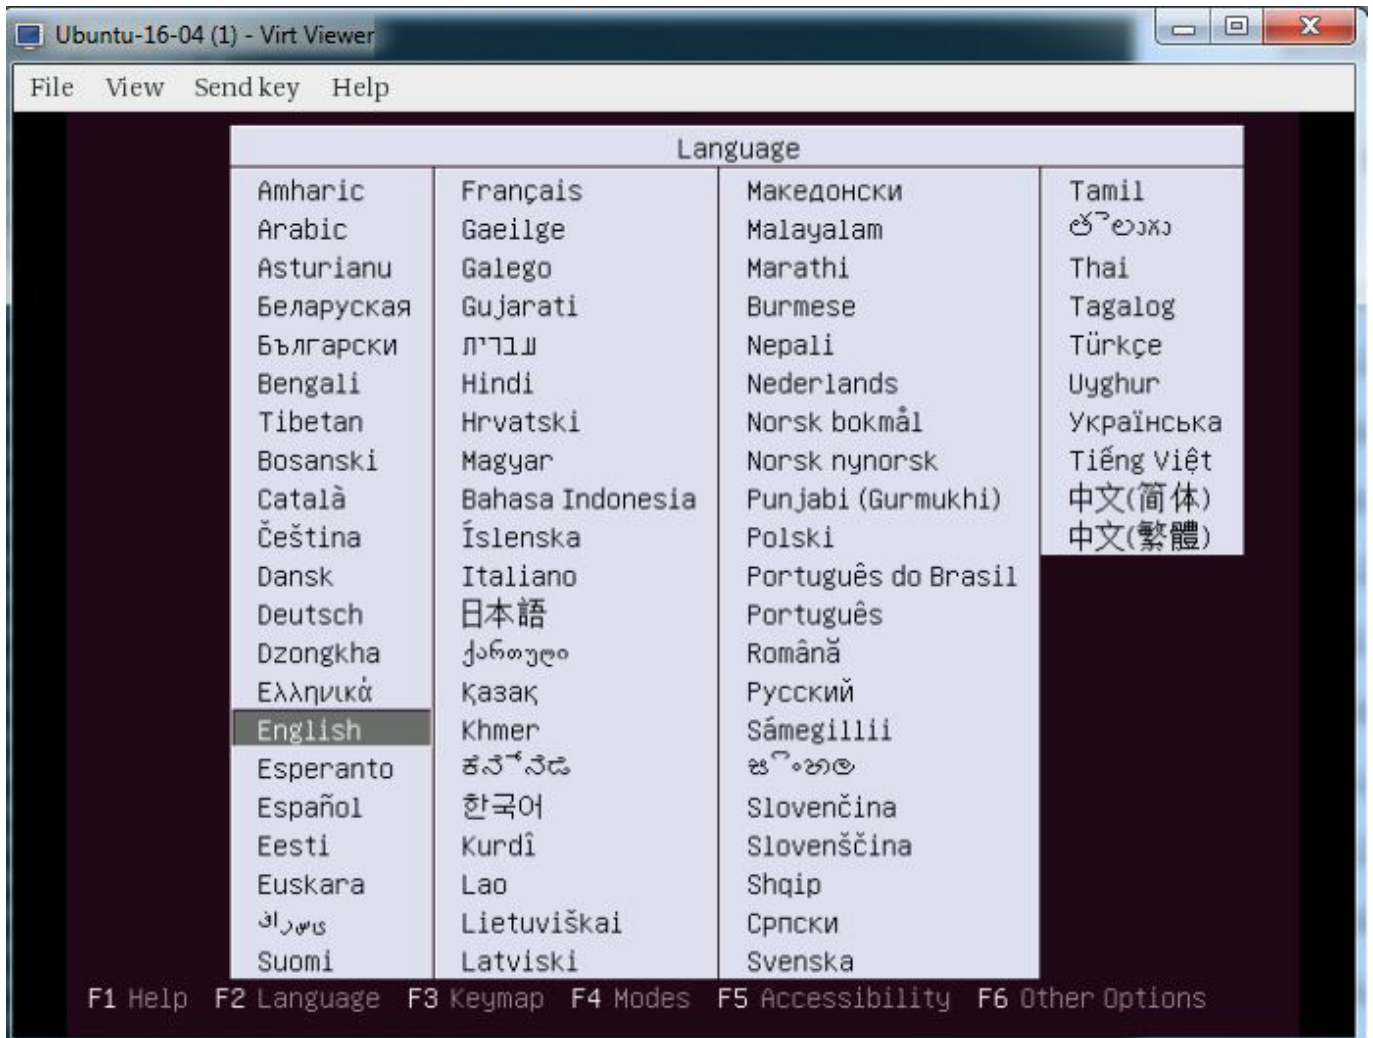 Ubuntu-16-04 (1) - Virt Viewer
File View Send key Help
Language
Amharic
Arabic
Asturianu
Беларуская
Български
Bengali
Tibetan
Bosanski
Català
Čeština
Dansk
Deutsch
Dzongkha
Ελληνικά
English
Esperanto
Español
Eesti
Euskara
فارسی
Suomi
Français
Gaeilge
Galego
Gujarati
עברית
Hindi
Hrvatski
Magyar
Bahasa Indonesia
Íslenska
Italiano
日本語
ქართული
Қазақ
Khmer
ಕನ್ನಡ
한국어
Kurdî
Lao
Lietuviškai
Latviski
Македонски
Malayalam
Marathi
Burmese
Nepali
Nederlands
Norsk bokmål
Norsk nynorsk
Punjabi (Gurmukhi)
Polski
Português do Brasil
Português
Română
Русский
Sámegillii
සිංහල
Slovenčina
Slovenščina
Shqip
Српски
Svenska
Tamil
తెలుగు
Thai
Tagalog
Türkçe
Uyghur
Українська
Tiếng Việt
中文(简体)
中文(繁體)
F1 Help F2 Language F3 Keymap F4 Modes F5 Accessibility F6 Other Options